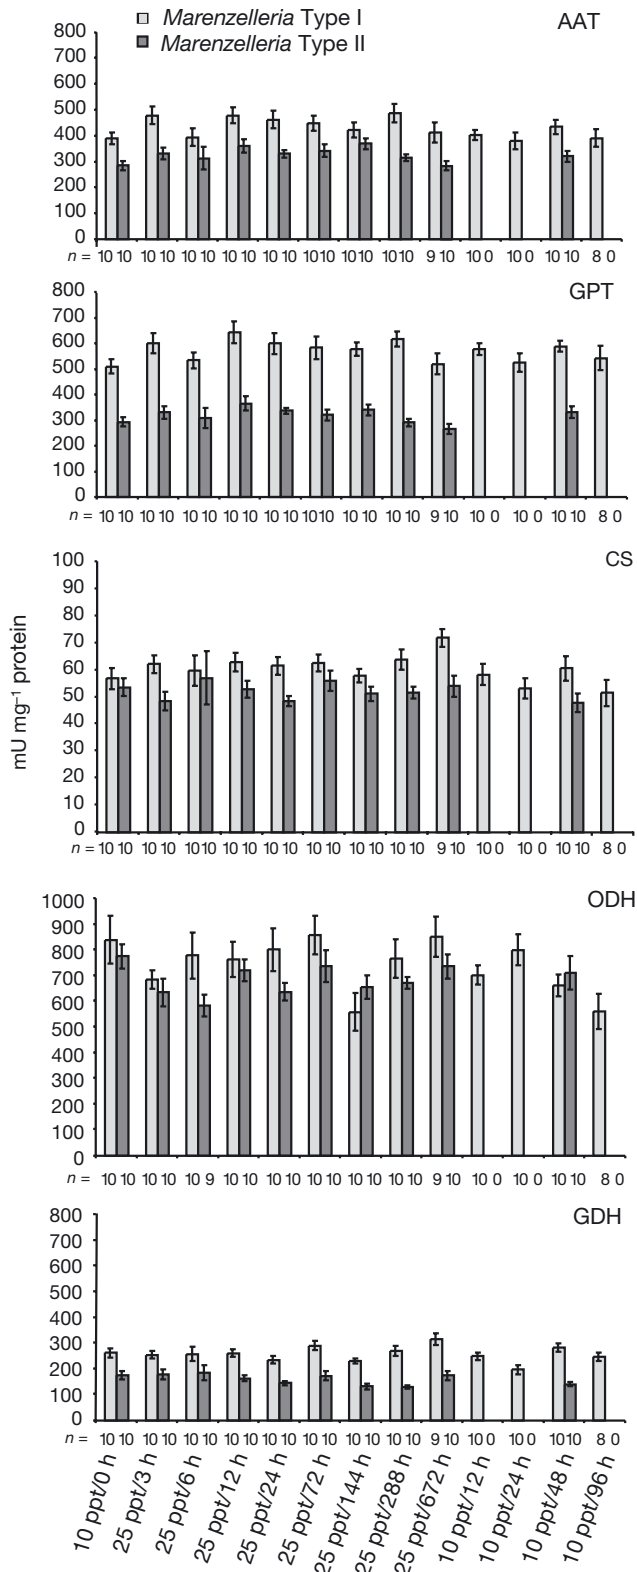 Marenzelleria Type I
Marenzelleria Type II
AAT
800
700
600
500
400
300
200
100
0
n = 10 10 10 10 10 10 10 10 10 10 10 10 10 10 10 10 9 10 10 0 10 0 10 10 8 0
GPT
800
700
600
500
400
300
200
100
0
n = 10 10 10 10 10 10 10 10 10 10 10 10 10 10 10 10 9 10 10 0 10 0 10 10 8 0
CS
mU mg–1 protein
100
90
80
70
60
50
40
30
20
10
0
n = 10 10 10 10 10 10 10 10 10 10 10 10 10 10 10 10 9 10 10 0 10 0 10 10 8 0
ODH
1000
900
800
700
600
500
400
300
200
100
0
n = 10 10 10 10 10 9 10 10 10 10 10 10 10 10 10 10 9 10 10 0 10 0 10 10 8 0
GDH
800
700
600
500
400
300
200
100
0
n = 10 10 10 10 10 10 10 10 10 10 10 10 10 10 10 10 9 10 10 0 10 0 10 10 8 0
10 ppt/0 h
25 ppt/3 h
25 ppt/6 h
25 ppt/12 h
25 ppt/24 h
25 ppt/72 h
25 ppt/144 h
25 ppt/288 h
25 ppt/672 h
10 ppt/12 h
10 ppt/24 h
10 ppt/48 h
10 ppt/96 h